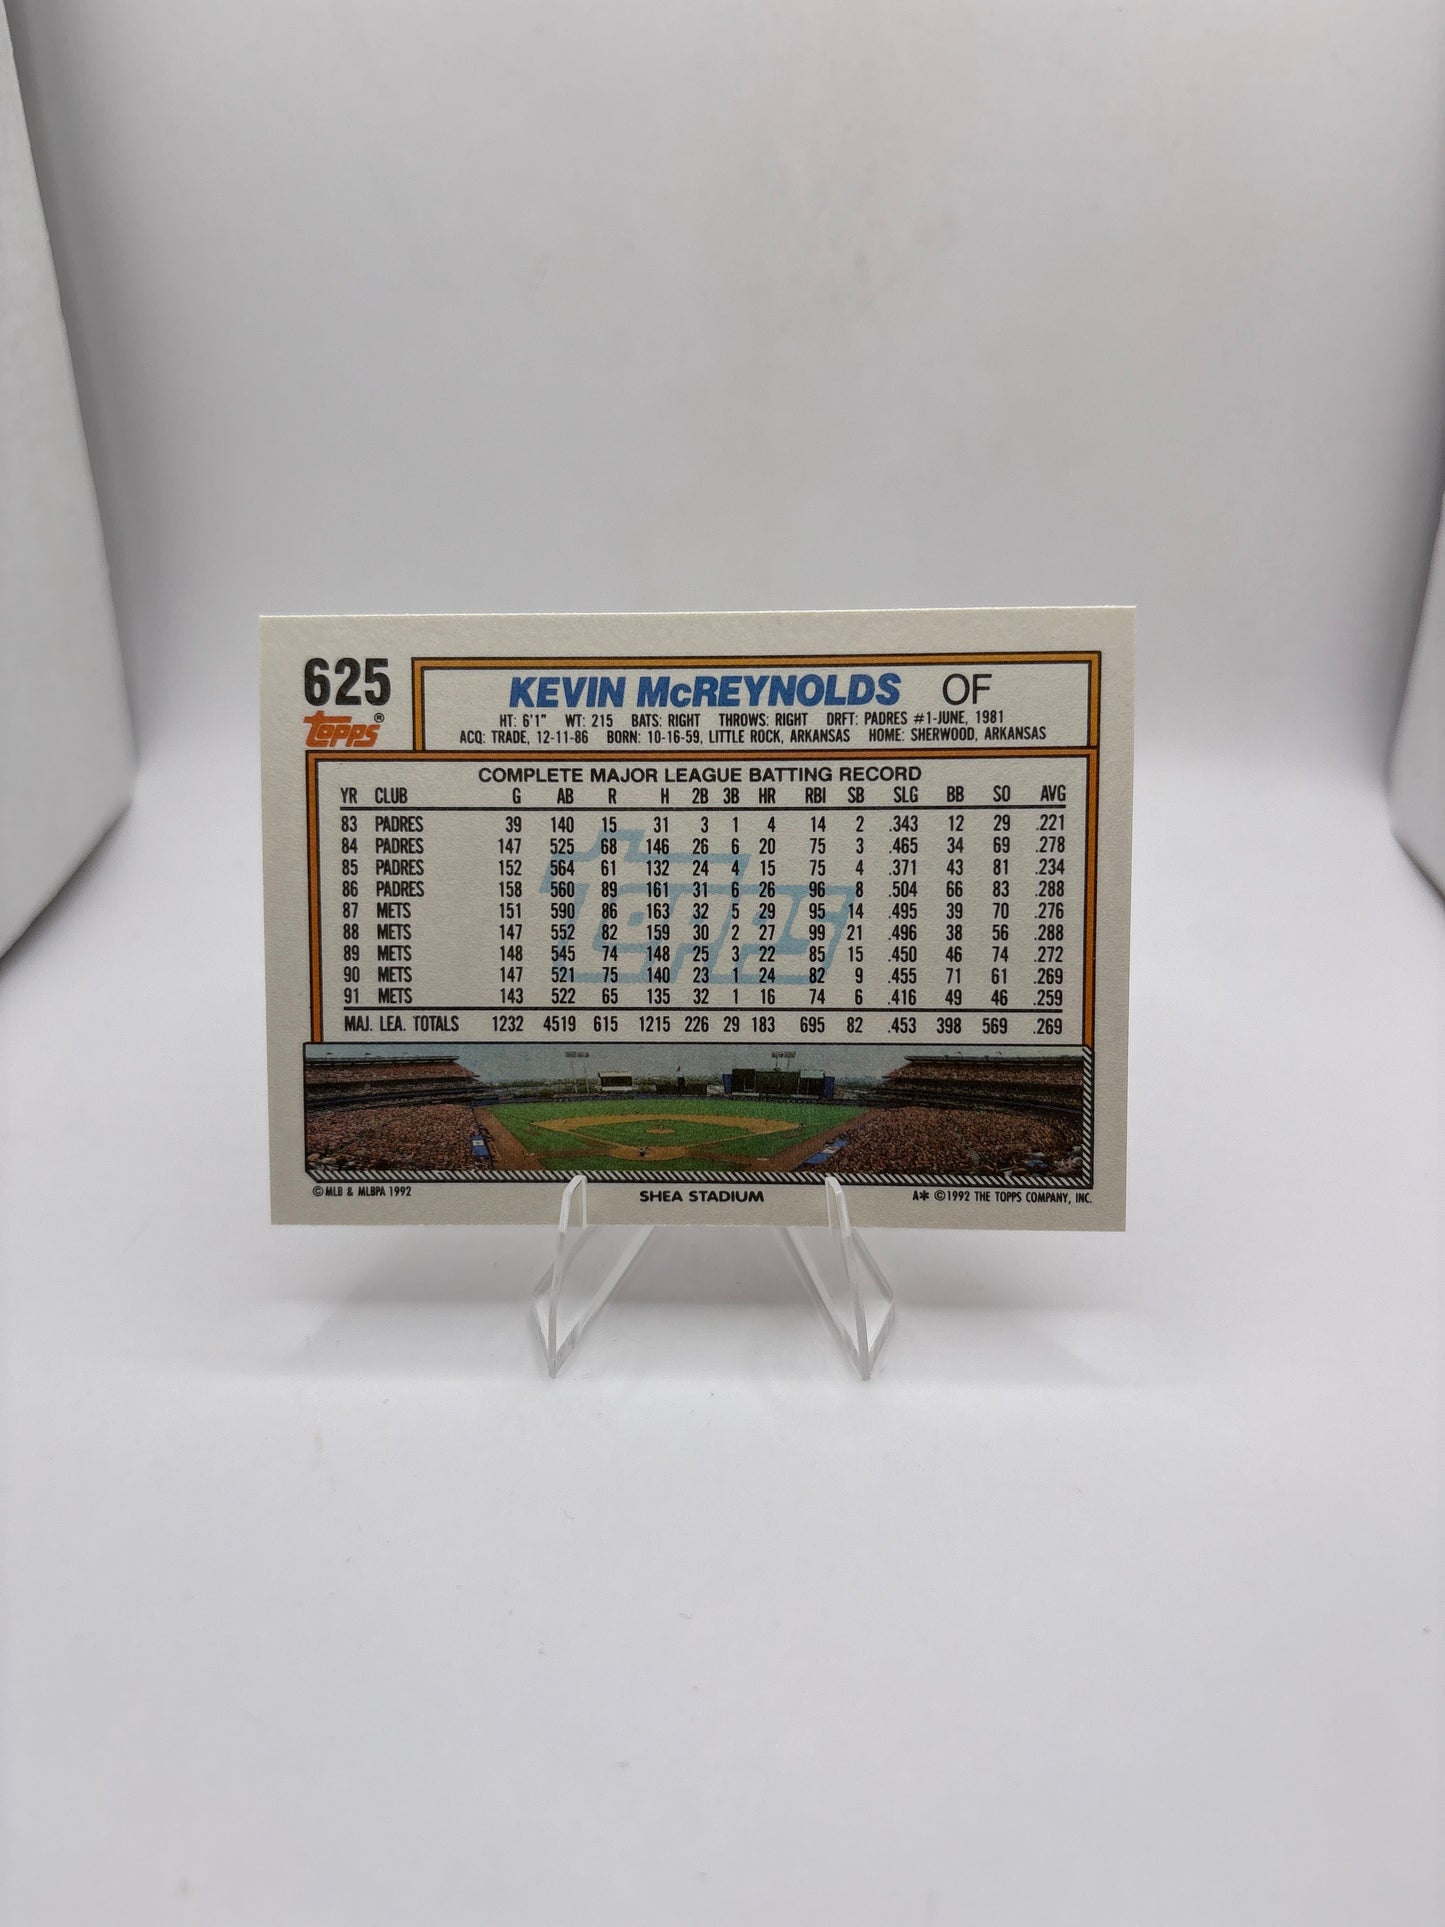 625
Topps®
KEVIN McREYNOLDS OF
HT: 6'1" WT: 215 BATS: RIGHT THROWS: RIGHT DRFT: PADRES #1-JUNE, 1981
ACQ: TRADE, 12-11-86 BORN: 10-16-59, LITTLE ROCK, ARKANSAS HOME: SHERWOOD, ARKANSAS
COMPLETE MAJOR LEAGUE BATTING RECORD
YR CLUB G AB R H 2B 3B HR RBI SB SLG BB SO AVG
83 PADRES 39 140 15 31 3 1 4 14 2 .343 12 29 .221
84 PADRES 147 525 68 146 26 6 20 75 3 .465 34 69 .278
85 PADRES 152 564 61 132 24 4 15 75 4 .371 43 81 .234
86 PADRES 158 560 89 161 31 6 26 96 8 .504 66 83 .288
87 METS 151 590 86 163 32 5 29 95 14 .495 39 70 .276
88 METS 147 552 82 159 30 2 27 99 21 .496 38 56 .288
89 METS 148 545 74 148 25 3 22 85 15 .450 46 74 .272
90 METS 147 521 75 140 23 1 24 82 9 .455 71 61 .269
91 METS 143 522 65 135 32 1 16 74 6 .416 49 46 .259
MAJ. LEA. TOTALS 1232 4519 615 1215 226 29 183 695 82 .453 398 569 .269
Topps
© MLB & MLBPA 1992 SHEA STADIUM A* © 1992 THE TOPPS COMPANY, INC.